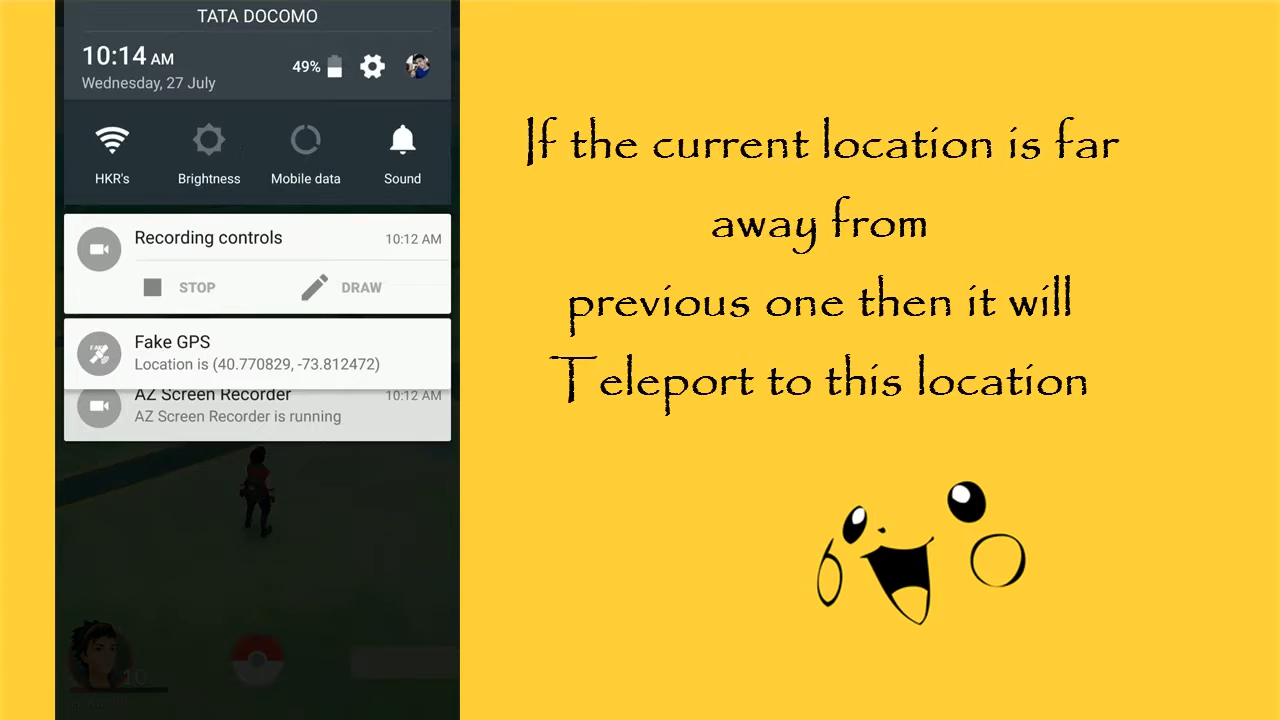 TATA DOCOMO
10:14 AM
49%
Wednesday, 27 July
HKR's
Brightness
Mobile data
Sound
Recording controls
10:12 AM
STOP
DRAW
Fake GPS
Location is (40.770829, -73.812472)
AZ Screen Recorder
10:12 AM
AZ Screen Recorder is running
10
If the current location is far
away from
previous one then it will
Teleport to this location